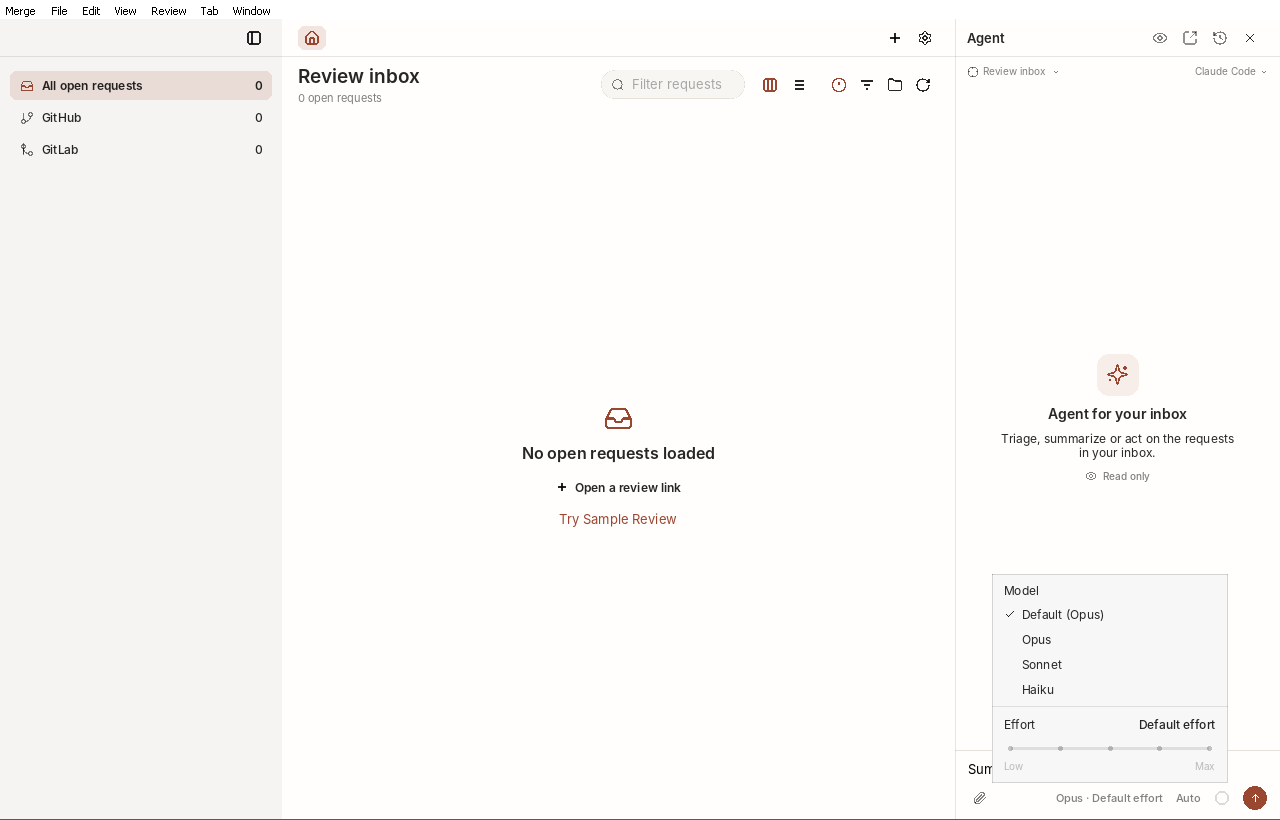 Merge File Edit View Review Tab Window
All open requests 0
GitHub 0
GitLab 0
Review inbox
0 open requests
Filter requests
No open requests loaded
Open a review link
Try Sample Review
Agent
Review inbox Claude Code
Agent for your inbox
Triage, summarize or act on the requests
in your inbox.
Read only
Model
Default (Opus)
Opus
Sonnet
Haiku
Effort Default effort
Low Max
Opus · Default effort Auto